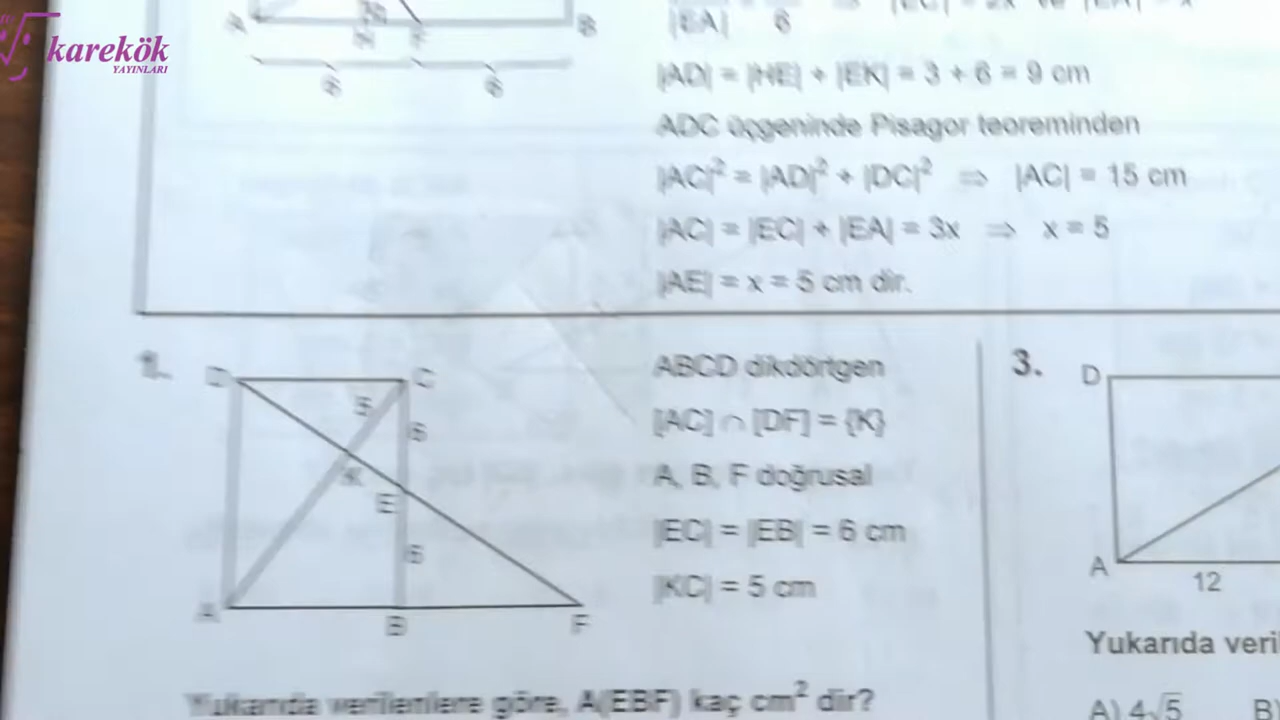 karekök
YAYINLARI
A
B
6
6
|EA|
6
|AD| = |HE| + |EK| = 3 + 6 = 9 cm
ADC üçgeninde Pisagor teoreminden
|AC|² = |AD|² + |DC|² ⇒ |AC| = 15 cm
|AC| = |EC| + |EA| = 3x ⇒ x = 5
|AE| = x = 5 cm dir.
1.
D
C
5
6
K
E
6
A
B
F
ABCD dikdörtgen
[AC] ∩ [DF] = {K}
A, B, F doğrusal
|EC| = |EB| = 6 cm
|KC| = 5 cm
Yukarıda verilenlere göre, A(EBF) kaç cm² dir?
3.
D
A
12
Yukarıda veri
A) 4√5 B)